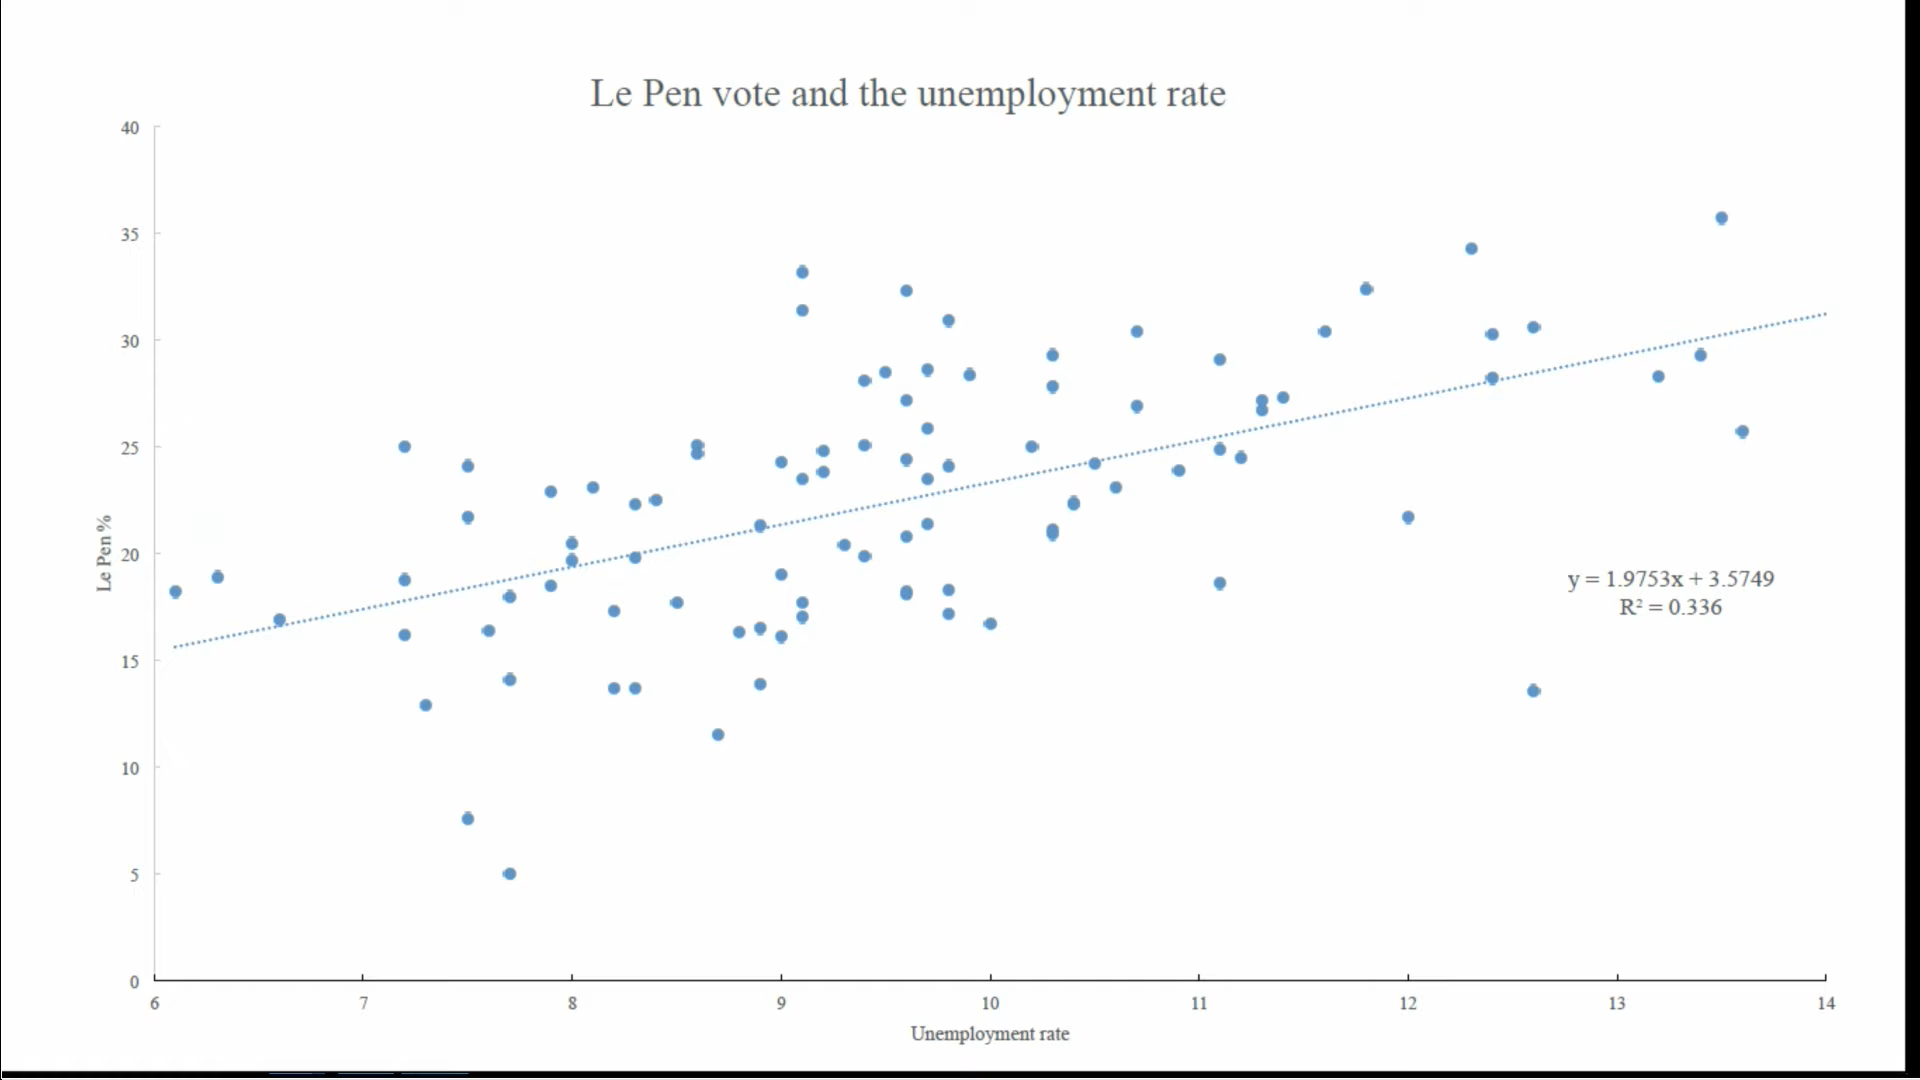 Le Pen vote and the unemployment rate
40
35
30
25
20
15
10
5
0
Le Pen %
y = 1.9753x + 3.5749
R² = 0.336
6 7 8 9 10 11 12 13 14
Unemployment rate